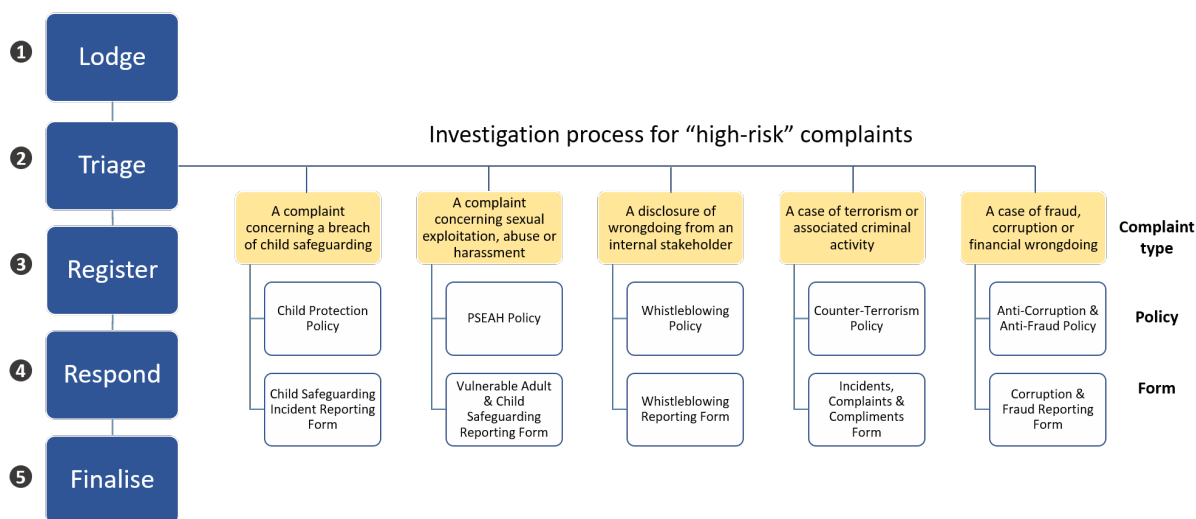 1
Lodge
2
Triage
3
Register
4
Respond
5
Finalise
Investigation process for “high-risk” complaints
A complaint
concerning a breach
of child safeguarding
A complaint
concerning sexual
exploitation, abuse or
harassment
A disclosure of
wrongdoing from an
internal stakeholder
A case of terrorism or
associated criminal
activity
A case of fraud,
corruption or
financial wrongdoing
Complaint
type
Child Protection
Policy
PSEAH Policy
Whistleblowing
Policy
Counter-Terrorism
Policy
Anti-Corruption &
Anti-Fraud Policy
Policy
Child Safeguarding
Incident Reporting
Form
Vulnerable Adult
& Child
Safeguarding
Reporting Form
Whistleblowing
Reporting Form
Incidents,
Complaints &
Compliments
Form
Corruption &
Fraud Reporting
Form
Form